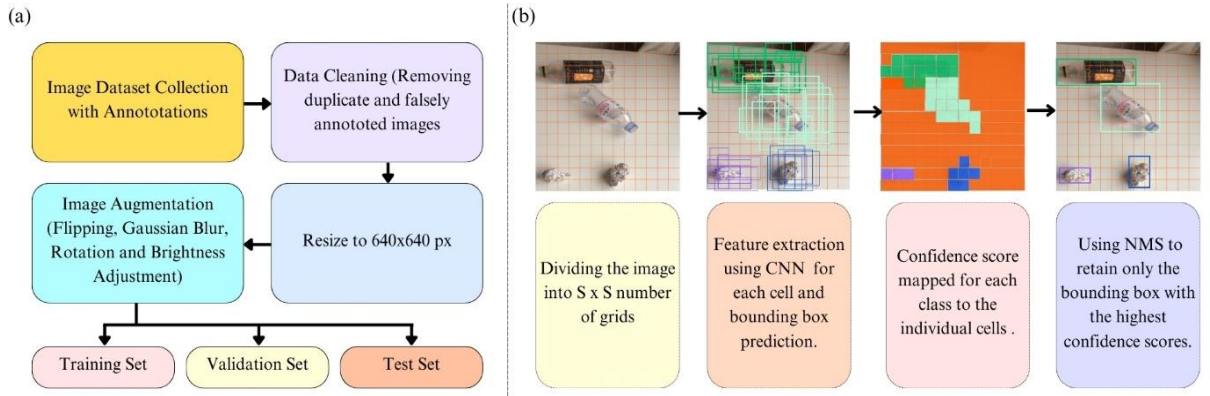 (a)
Image Dataset Collection
with Annototations
Data Cleaning (Removing
duplicate and falsely
annototed images
Resize to 640x640 px
Image Augmentation
(Flipping, Gaussian Blur,
Rotation and Brightness
Adjustment)
Training Set
Validation Set
Test Set
(b)
Dividing the image
into S x S number
of grids
Feature extraction
using CNN for
each cell and
bounding box
prediction.
Confidence score
mapped for each
class to the
individual cells .
Using NMS to
retain only the
bounding box with
the highest
confidence scores.